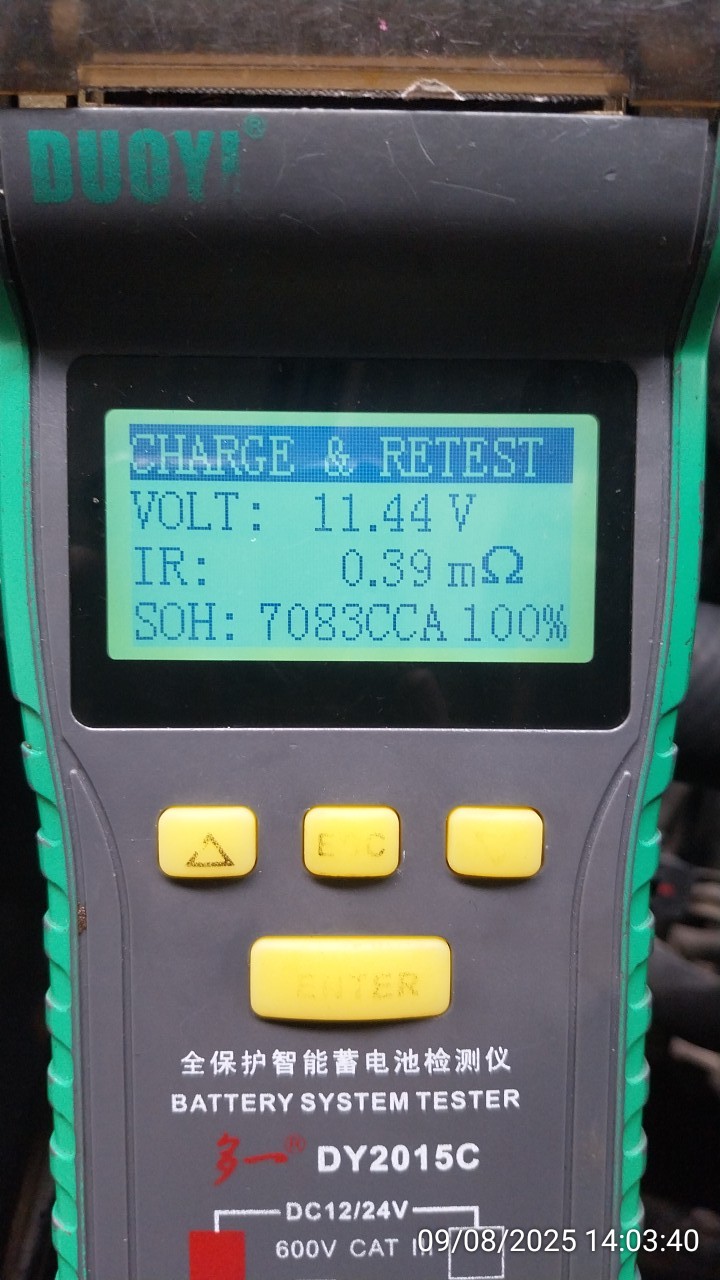 DUOYI®
CHARGE & RETEST
VOLT: 11.44 V
IR: 0.39 mΩ
SOH: 7083CCA 100%
ESC
ENTER
全保护智能蓄电池检测仪
BATTERY SYSTEM TESTER
多一® DY2015C
DC12/24V
600V CAT III
09/08/2025 14:03:40